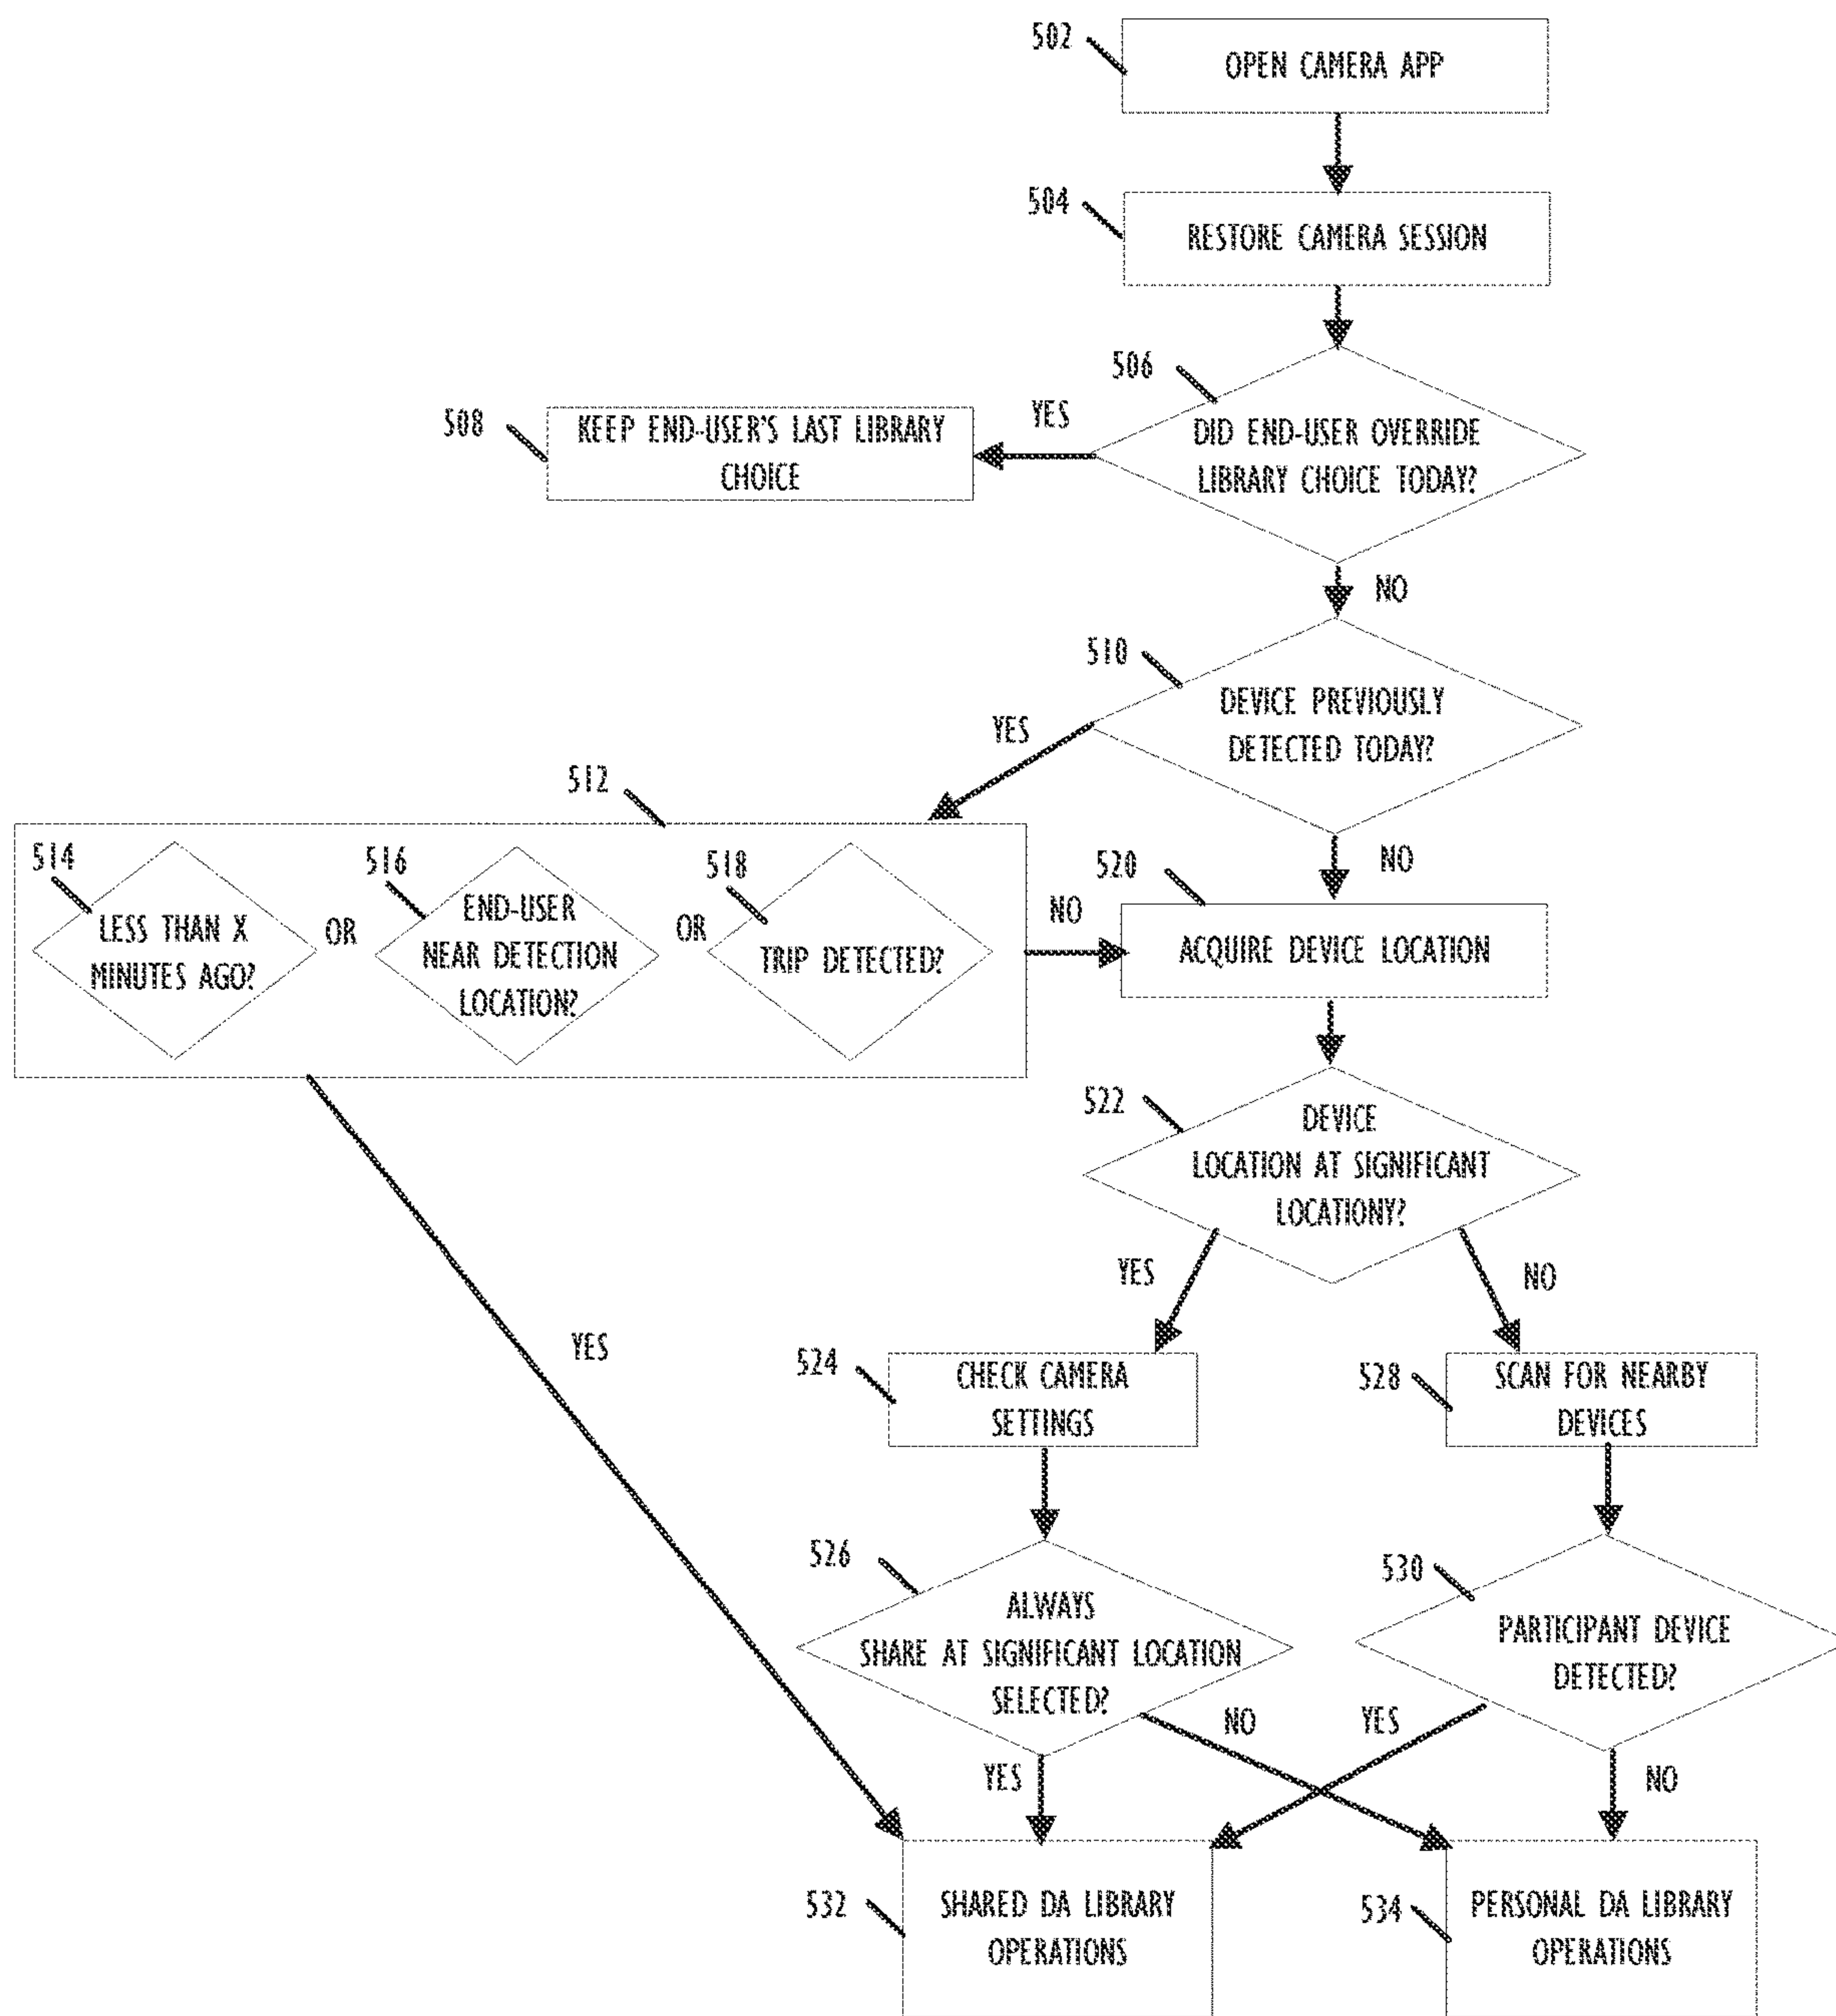 502
OPEN CAMERA APP
504
RESTORE CAMERA SESSION
506
DID END-USER OVERRIDE
LIBRARY CHOICE TODAY?
YES
508
KEEP END-USER'S LAST LIBRARY
CHOICE
NO
510
DEVICE PREVIOUSLY
DETECTED TODAY?
YES
512
514
LESS THAN X
MINUTES AGO?
OR
516
END-USER
NEAR DETECTION
LOCATION?
OR
518
TRIP DETECTED?
NO
NO
520
ACQUIRE DEVICE LOCATION
522
DEVICE
LOCATION AT SIGNIFICANT
LOCATIONY?
YES
NO
YES
524
CHECK CAMERA
SETTINGS
528
SCAN FOR NEARBY
DEVICES
526
ALWAYS
SHARE AT SIGNIFICANT LOCATION
SELECTED?
530
PARTICIPANT DEVICE
DETECTED?
YES
NO
YES
NO
532
SHARED DA LIBRARY
OPERATIONS
534
PERSONAL DA LIBRARY
OPERATIONS